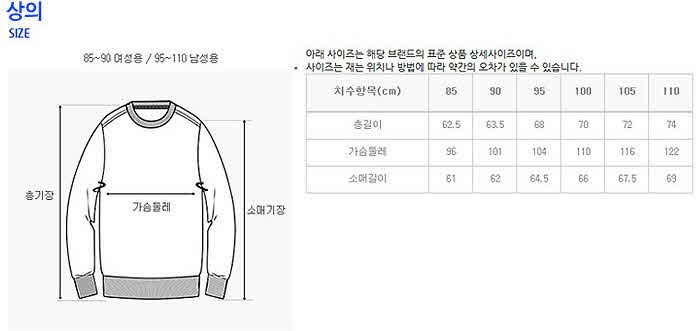 상의
SIZE
85~90 여성용 / 95~110 남성용
총기장
가슴둘레
소매기장
아래 사이즈는 해당 브랜드의 표준 상품 상세사이즈이며,
• 사이즈는 재는 위치나 방법에 따라 약간의 오차가 있을 수 있습니다.
치수항목(cm) 85 90 95 100 105 110
총길이 62.5 63.5 68 70 72 74
가슴둘레 96 101 104 110 116 122
소매길이 61 62 64.5 66 67.5 69